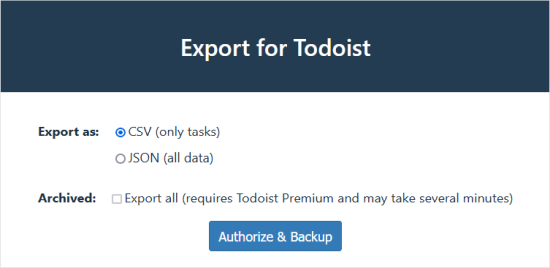 Export for Todoist
Export as: CSV (only tasks)
JSON (all data)
Archived: Export all (requires Todoist Premium and may take several minutes)
Authorize & Backup